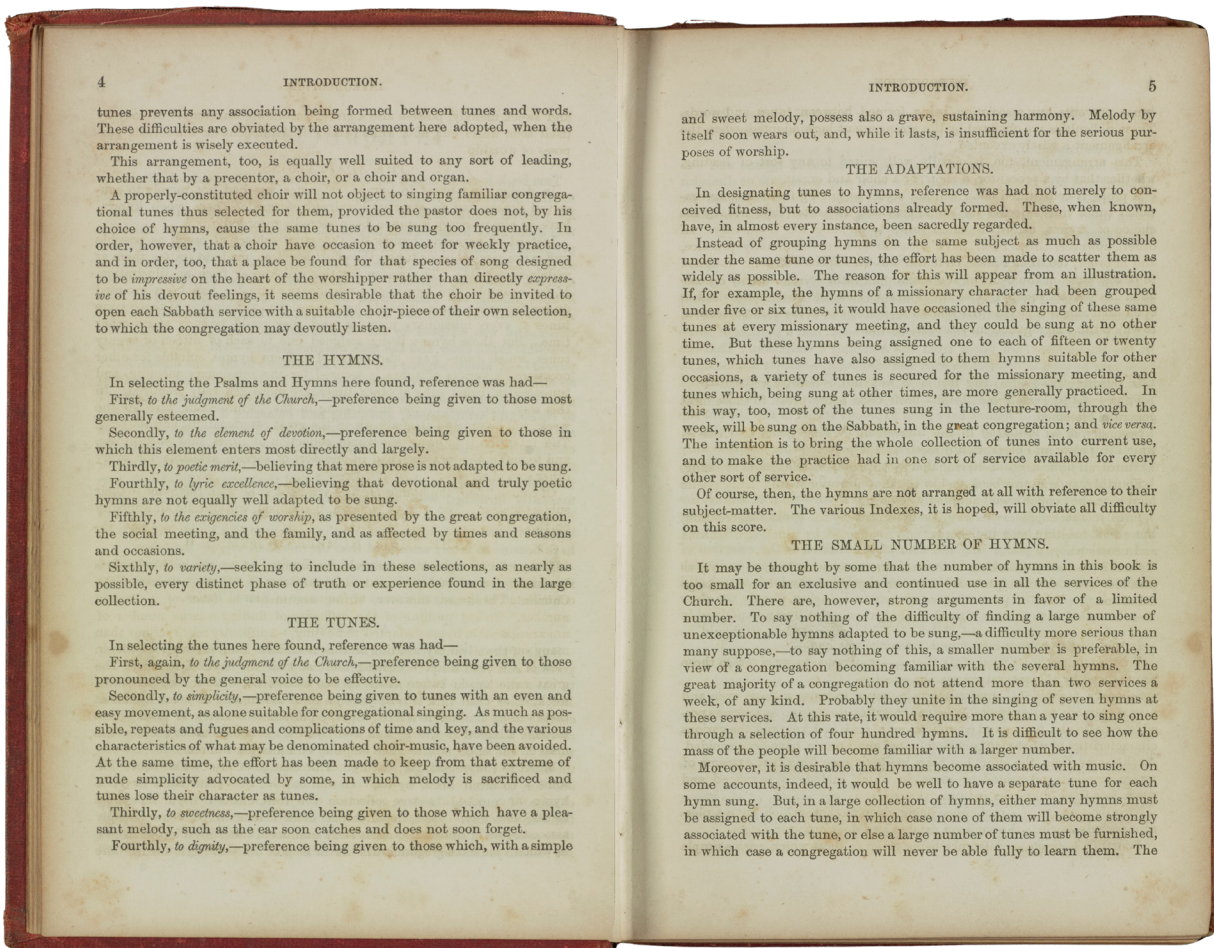 4
INTRODUCTION.
tunes prevents any association being formed between tunes and words.
These difficulties are obviated by the arrangement here adopted, when the
arrangement is wisely executed.
This arrangement, too, is equally well suited to any sort of leading,
whether that by a precentor, a choir, or a choir and organ.
A properly-constituted choir will not object to singing familiar congrega-
tional tunes thus selected for them, provided the pastor does not, by his
choice of hymns, cause the same tunes to be sung too frequently. In
order, however, that a choir have occasion to meet for weekly practice,
and in order, too, that a place be found for that species of song designed
to be impressive on the heart of the worshipper rather than directly express-
ive of his devout feelings, it seems desirable that the choir be invited to
open each Sabbath service with a suitable choir-piece of their own selection,
to which the congregation may devoutly listen.
THE HYMNS.
In selecting the Psalms and Hymns here found, reference was had—
First, to the judgment of the Church,—preference being given to those most
generally esteemed.
Secondly, to the element of devotion,—preference being given to those in
which this element enters most directly and largely.
Thirdly, to poetic merit,—believing that mere prose is not adapted to be sung.
Fourthly, to lyric excellence,—believing that devotional and truly poetic
hymns are not equally well adapted to be sung.
Fifthly, to the exigencies of worship, as presented by the great congregation,
the social meeting, and the family, and as affected by times and seasons
and occasions.
Sixthly, to variety,—seeking to include in these selections, as nearly as
possible, every distinct phase of truth or experience found in the large
collection.
THE TUNES.
In selecting the tunes here found, reference was had—
First, again, to the judgment of the Church,—preference being given to those
pronounced by the general voice to be effective.
Secondly, to simplicity,—preference being given to tunes with an even and
easy movement, as alone suitable for congregational singing. As much as pos-
sible, repeats and fugues and complications of time and key, and the various
characteristics of what may be denominated choir-music, have been avoided.
At the same time, the effort has been made to keep from that extreme of
nude simplicity advocated by some, in which melody is sacrificed and
tunes lose their character as tunes.
Thirdly, to sweetness,—preference being given to those which have a plea-
sant melody, such as the ear soon catches and does not soon forget.
Fourthly, to dignity,—preference being given to those which, with a simple
INTRODUCTION.
5
and sweet melody, possess also a grave, sustaining harmony. Melody by
itself soon wears out, and, while it lasts, is insufficient for the serious pur-
poses of worship.
THE ADAPTATIONS.
In designating tunes to hymns, reference was had not merely to con-
ceived fitness, but to associations already formed. These, when known,
have, in almost every instance, been sacredly regarded.
Instead of grouping hymns on the same subject as much as possible
under the same tune or tunes, the effort has been made to scatter them as
widely as possible. The reason for this will appear from an illustration.
If, for example, the hymns of a missionary character had been grouped
under five or six tunes, it would have occasioned the singing of these same
tunes at every missionary meeting, and they could be sung at no other
time. But these hymns being assigned one to each of fifteen or twenty
tunes, which tunes have also assigned to them hymns suitable for other
occasions, a variety of tunes is secured for the missionary meeting, and
tunes which, being sung at other times, are more generally practiced. In
this way, too, most of the tunes sung in the lecture-room, through the
week, will be sung on the Sabbath, in the great congregation; and vice versa.
The intention is to bring the whole collection of tunes into current use,
and to make the practice had in one sort of service available for every
other sort of service.
Of course, then, the hymns are not arranged at all with reference to their
subject-matter. The various Indexes, it is hoped, will obviate all difficulty
on this score.
THE SMALL NUMBER OF HYMNS.
It may be thought by some that the number of hymns in this book is
too small for an exclusive and continued use in all the services of the
Church. There are, however, strong arguments in favor of a limited
number. To say nothing of the difficulty of finding a large number of
unexceptionable hymns adapted to be sung,—a difficulty more serious than
many suppose,—to say nothing of this, a smaller number is preferable, in
view of a congregation becoming familiar with the several hymns. The
great majority of a congregation do not attend more than two services a
week, of any kind. Probably they unite in the singing of seven hymns at
these services. At this rate, it would require more than a year to sing once
through a selection of four hundred hymns. It is difficult to see how the
mass of the people will become familiar with a larger number.
Moreover, it is desirable that hymns become associated with music. On
some accounts, indeed, it would be well to have a separate tune for each
hymn sung. But, in a large collection of hymns, either many hymns must
be assigned to each tune, in which case none of them will become strongly
associated with the tune, or else a large number of tunes must be furnished,
in which case a congregation will never be able fully to learn them. The